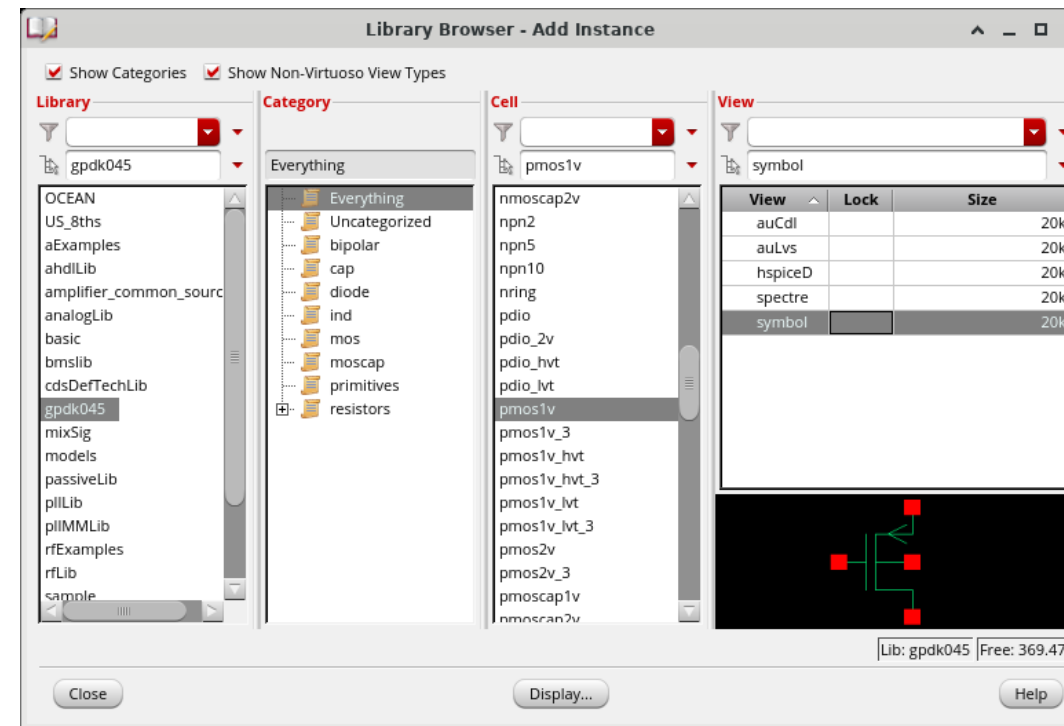 Library Browser - Add Instance
Show Categories Show Non-Virtuoso View Types
Library
gpdk045
OCEAN
US_8ths
aExamples
ahdlLib
amplifier_common_sourc
analogLib
basic
bmslib
cdsDefTechLib
gpdk045
mixSig
models
passiveLib
pllLib
pllMMLib
rfExamples
rfLib
sample
Category
Everything
Everything
Uncategorized
bipolar
cap
diode
ind
mos
moscap
primitives
resistors
Cell
pmos1v
nmoscap2v
npn2
npn5
npn10
nring
pdio
pdio_2v
pdio_hvt
pdio_lvt
pmos1v
pmos1v_3
pmos1v_hvt
pmos1v_hvt_3
pmos1v_lvt
pmos1v_lvt_3
pmos2v
pmos2v_3
pmoscap1v
pmoscap2v
View
symbol
View Lock Size
auCdl 20k
auLvs 20k
hspiceD 20k
spectre 20k
symbol 20k
Lib: gpdk045 Free: 369.47
Close Display... Help